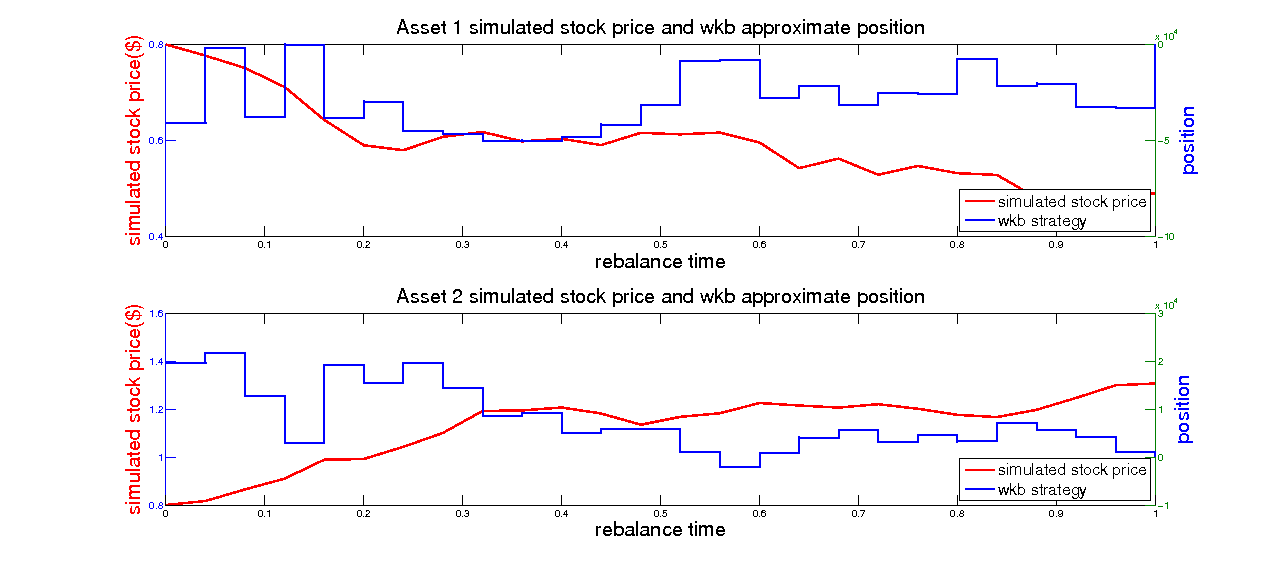 Asset 1 simulated stock price and wkb approximate position
x 10^4
simulated stock price($)
0.8
0.6
0.4
0
-5
-10
position
simulated stock price
wkb strategy
0 0.1 0.2 0.3 0.4 0.5 0.6 0.7 0.8 0.9 1
rebalance time
Asset 2 simulated stock price and wkb approximate position
x 10^4
simulated stock price($)
1.6
1.4
1.2
1
0.8
3
2
1
0
-1
position
simulated stock price
wkb strategy
0 0.1 0.2 0.3 0.4 0.5 0.6 0.7 0.8 0.9 1
rebalance time